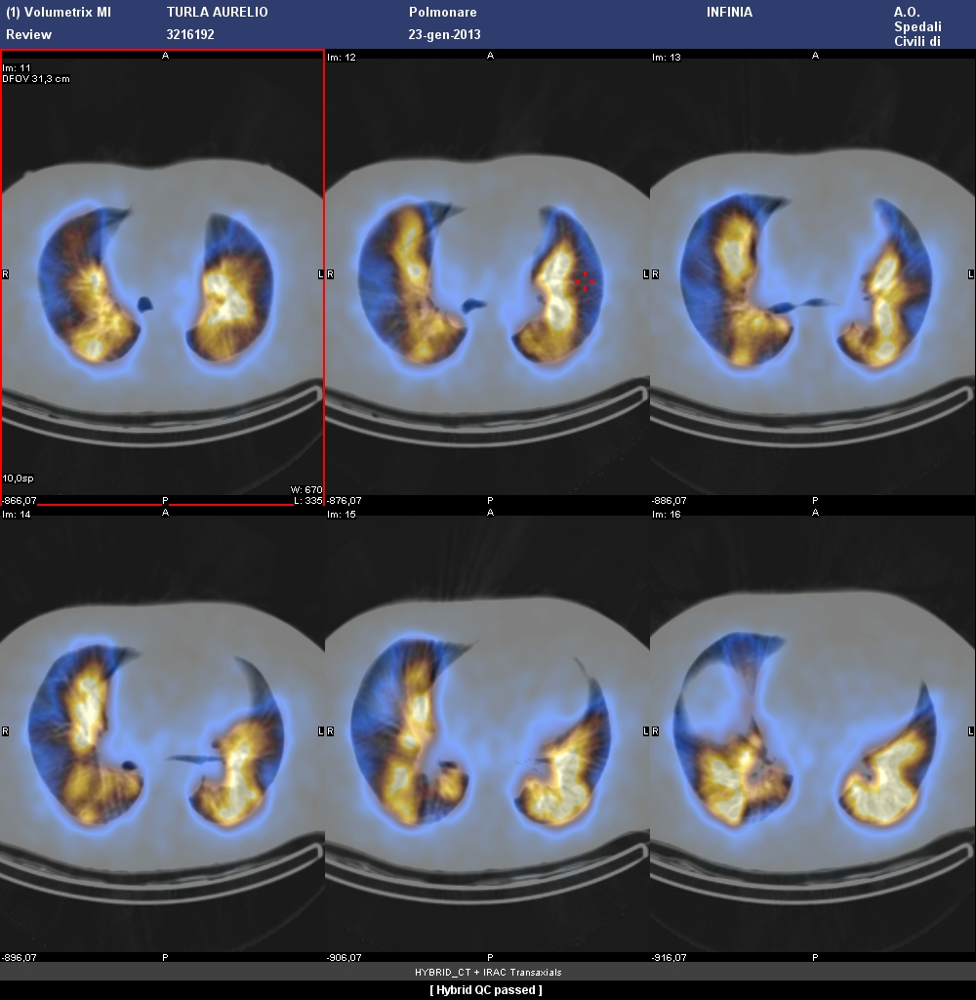 (1) Volumetrix MI TURLA AURELIO Polmonare INFINIA A.O.
Review 3216192 23-gen-2013 Spedali
Civili di
A A A
Im: 11 Im: 12 Im: 13
DFOV 31,3 cm
R L R L R L
10,0sp
W: 670
L: 335
-866,07 P -876,07 P -886,07 P
Im: 14 A Im: 15 A Im: 16 A
R L R L R L
-896,07 P -906,07 P -916,07 P
HYBRID_CT + IRAC Transaxials
[ Hybrid QC passed ]